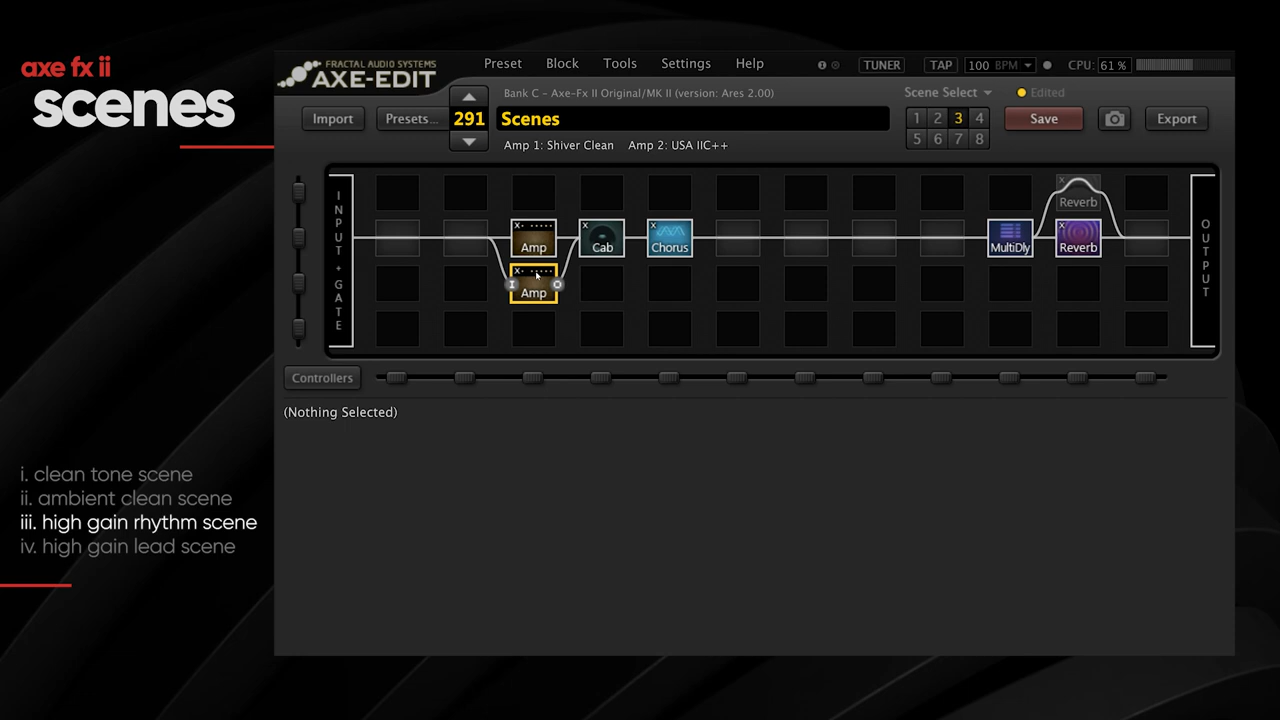 axe fx ii
scenes
i. clean tone scene
ii. ambient clean scene
iii. high gain rhythm scene
iv. high gain lead scene
FRACTAL AUDIO SYSTEMS
AXE-EDIT
Preset Block Tools Settings Help
TUNER TAP 100 BPM CPU: 61 %
Bank C - Axe-Fx II Original/MK II (version: Ares 2.00)
Scene Select Edited
Import Presets... 291 Scenes
1 2 3 4
5 6 7 8
Save Export
Amp 1: Shiver Clean Amp 2: USA IIC++
INPUT + GATE
X Reverb
X Amp X Cab X Chorus MultiDly X Reverb
X Amp
I O
OUTPUT
Controllers
(Nothing Selected)